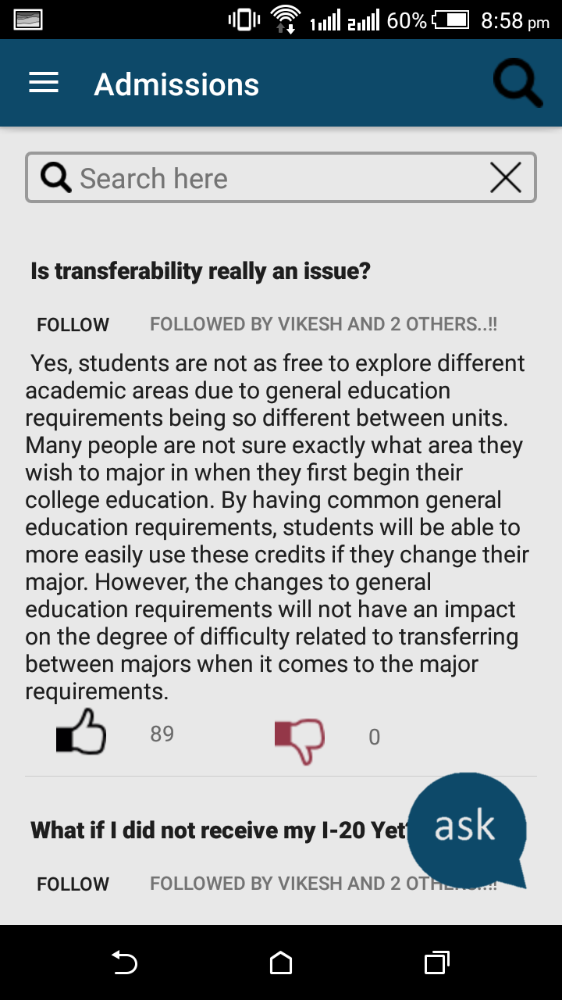 1 2 60% 8:58 pm
Admissions
Search here
Is transferability really an issue?
FOLLOW FOLLOWED BY VIKESH AND 2 OTHERS..!!
Yes, students are not as free to explore different
academic areas due to general education
requirements being so different between units.
Many people are not sure exactly what area they
wish to major in when they first begin their
college education. By having common general
education requirements, students will be able to
more easily use these credits if they change their
major. However, the changes to general
education requirements will not have an impact
on the degree of difficulty related to transferring
between majors when it comes to the major
requirements.
89 0
What if I did not receive my I-20 Yet
ask
FOLLOW FOLLOWED BY VIKESH AND 2 OTHERS..!!